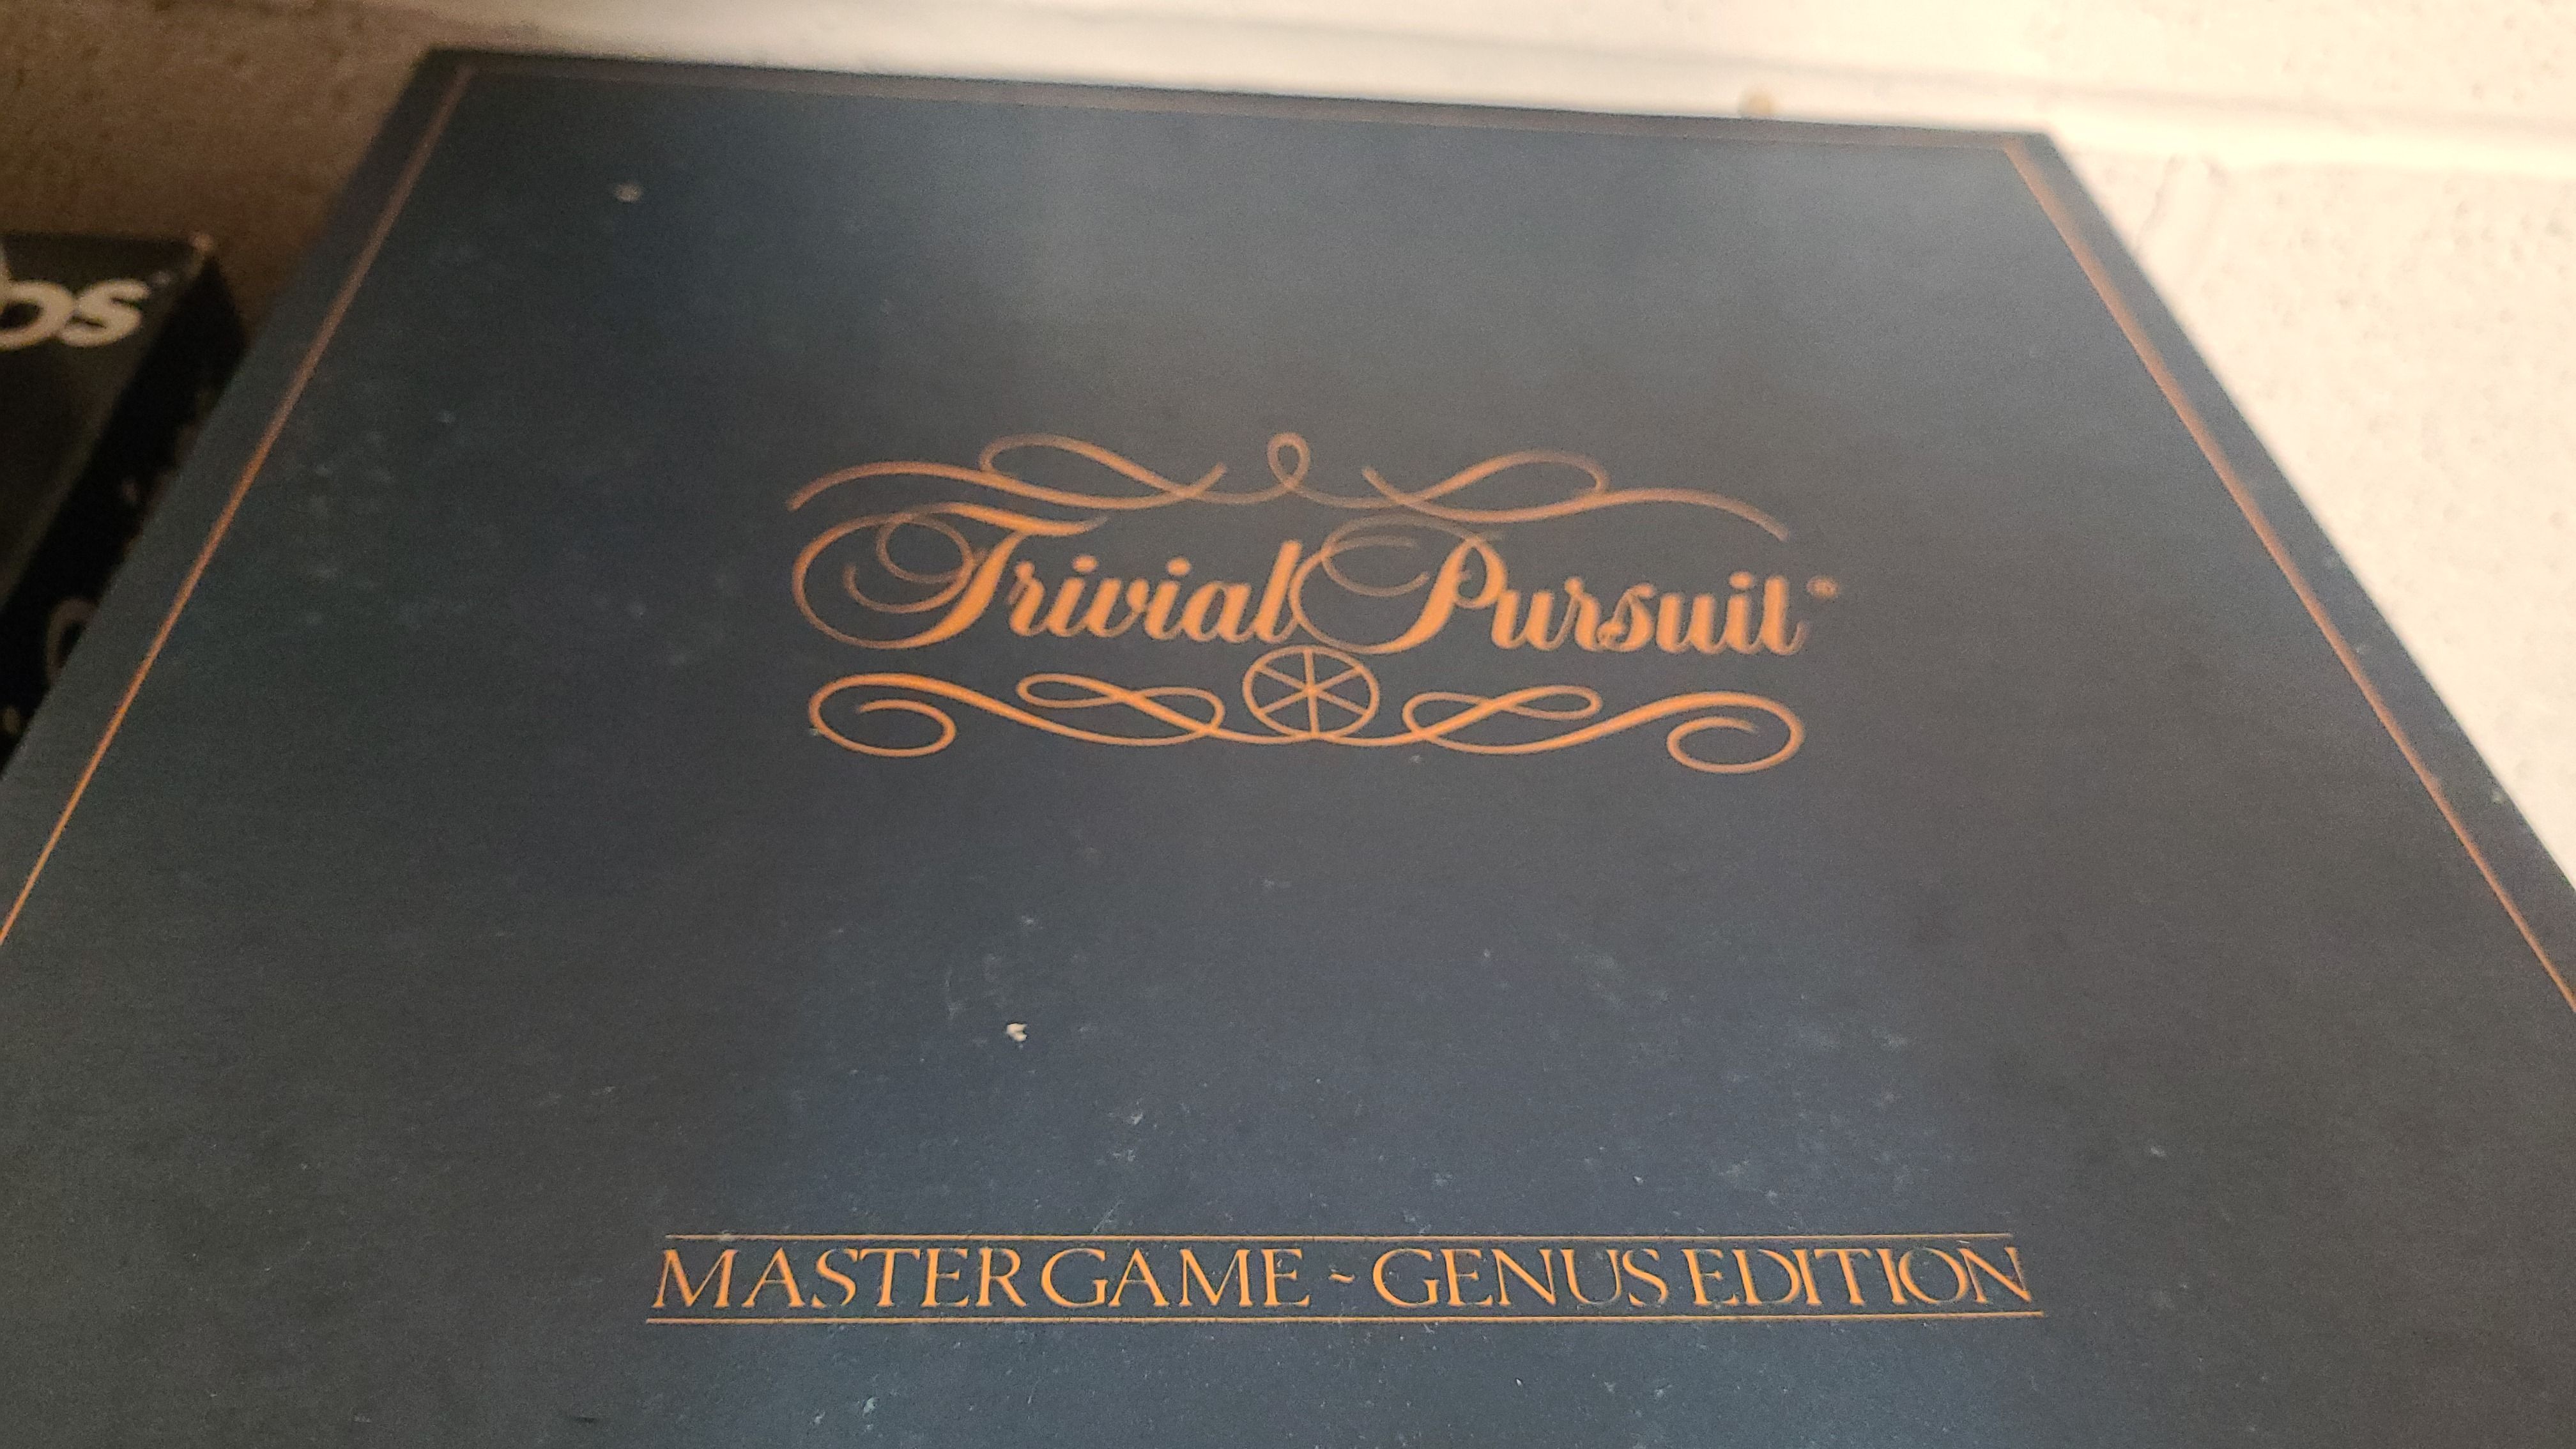 Trivial Pursuit®
MASTER GAME - GENUS EDITION